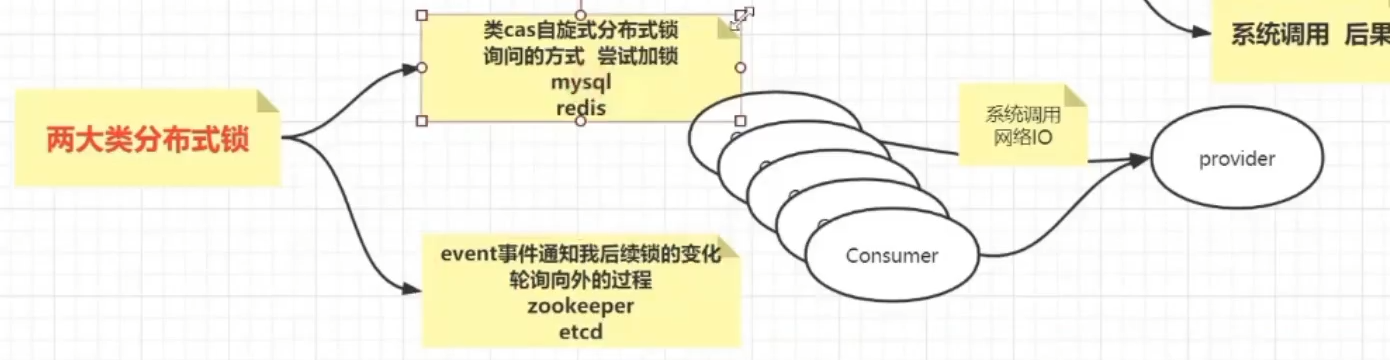 两大类分布式锁
类cas自旋式分布式锁
询问的方式 尝试加锁
mysql
redis
event事件通知我后续锁的变化
轮询向外的过程
zookeeper
etcd
Consumer
系统调用
网络IO
provider
系统调用 后果